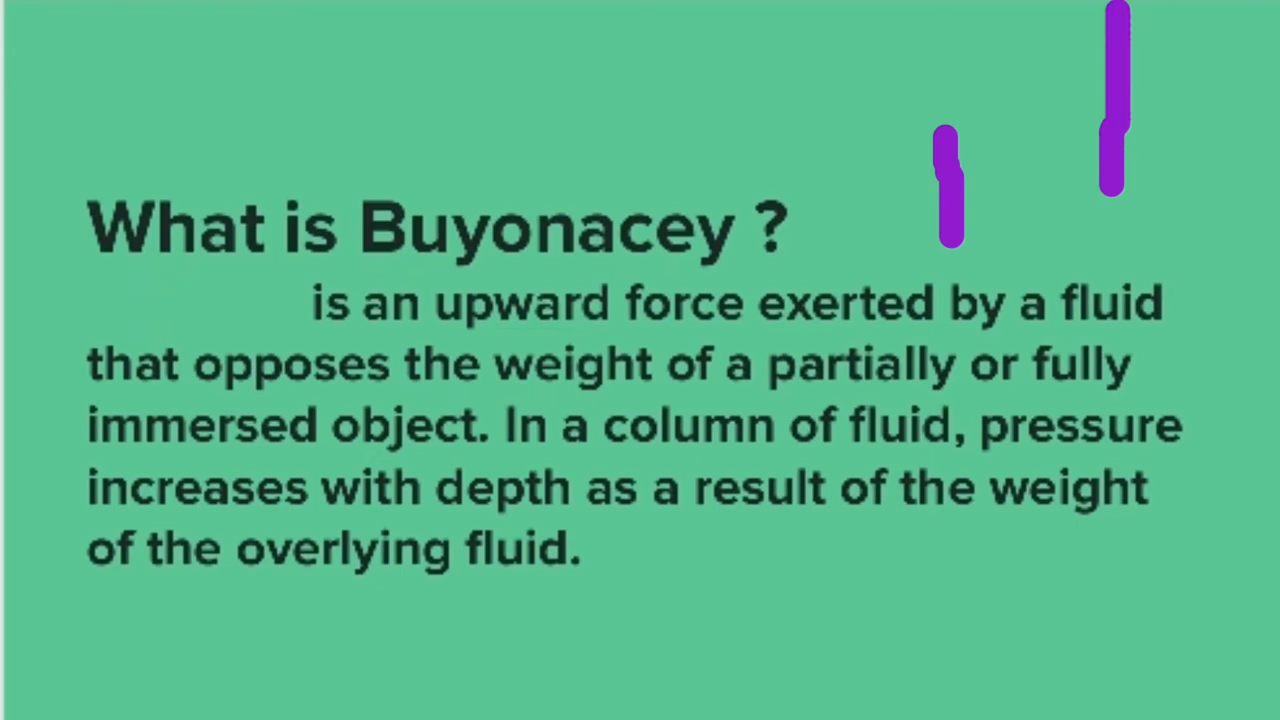 What is Buyonacey ?
is an upward force exerted by a fluid
that opposes the weight of a partially or fully
immersed object. In a column of fluid, pressure
increases with depth as a result of the weight
of the overlying fluid.